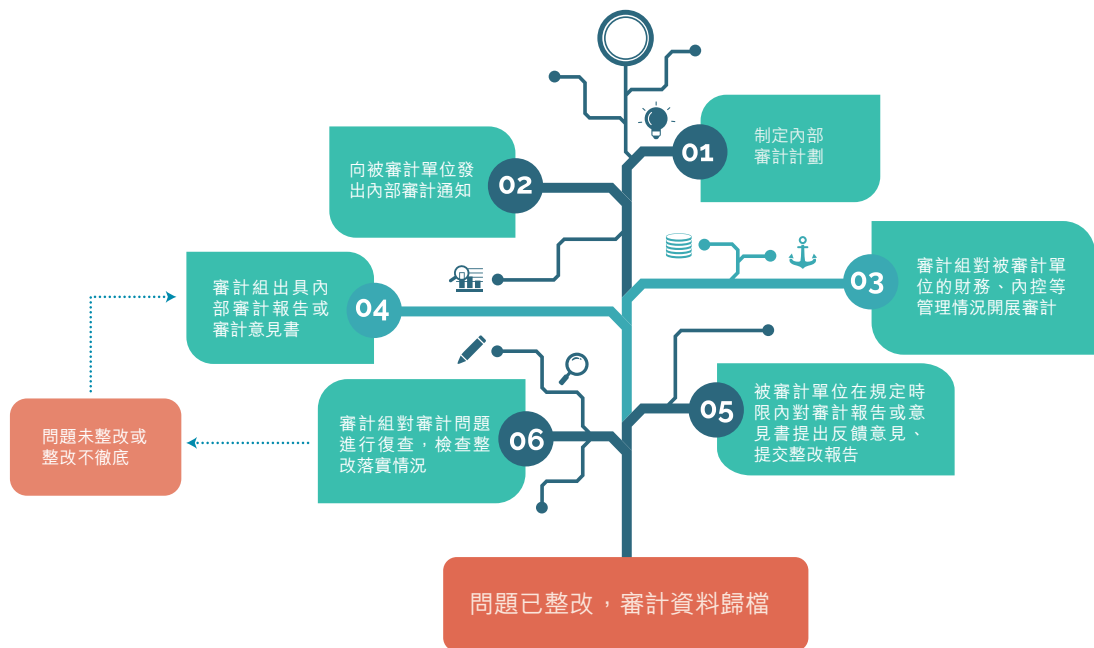 01
制定內部
審計計劃
02
向被審計單位發
出內部審計通知
03
審計組對被審計單
位的財務、內控等
管理情況開展審計
04
審計組出具內
部審計報告或
審計意見書
05
被審計單位在規定時
限內對審計報告或意
見書提出反饋意見、
提交整改報告
06
審計組對審計問題
進行復查，檢查整
改落實情況
問題未整改或
整改不徹底
問題已整改，審計資料歸檔